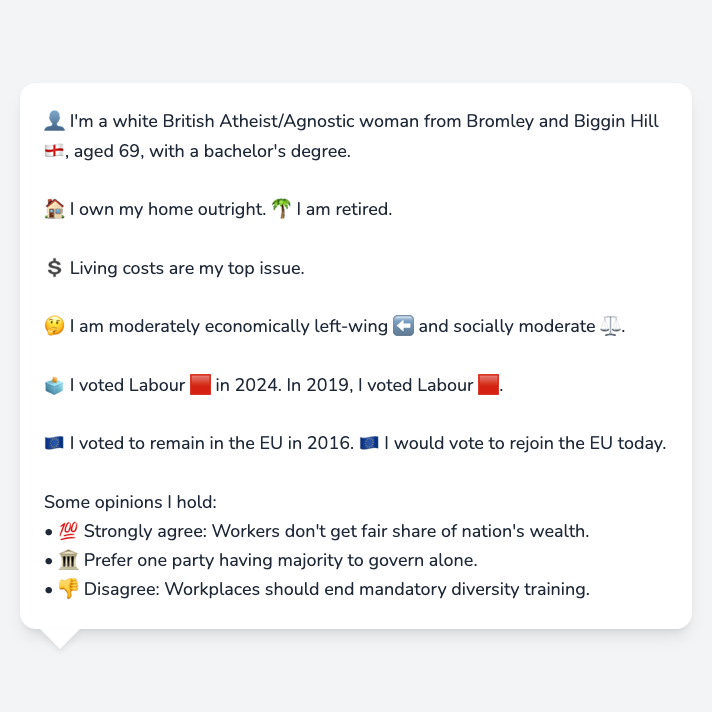 👤 I'm a white British Atheist/Agnostic woman from Bromley and Biggin Hill
🏴󠁧󠁢󠁥󠁮󠁧󠁿, aged 69, with a bachelor's degree.
🏠 I own my home outright. 🌴 I am retired.
💲 Living costs are my top issue.
🤔 I am moderately economically left-wing ⬅️ and socially moderate ⚖️.
🗳️ I voted Labour 🟥 in 2024. In 2019, I voted Labour 🟥.
🇪🇺 I voted to remain in the EU in 2016. 🇪🇺 I would vote to rejoin the EU today.
Some opinions I hold:
• 💯 Strongly agree: Workers don't get fair share of nation's wealth.
• 🏛️ Prefer one party having majority to govern alone.
• 👎 Disagree: Workplaces should end mandatory diversity training.